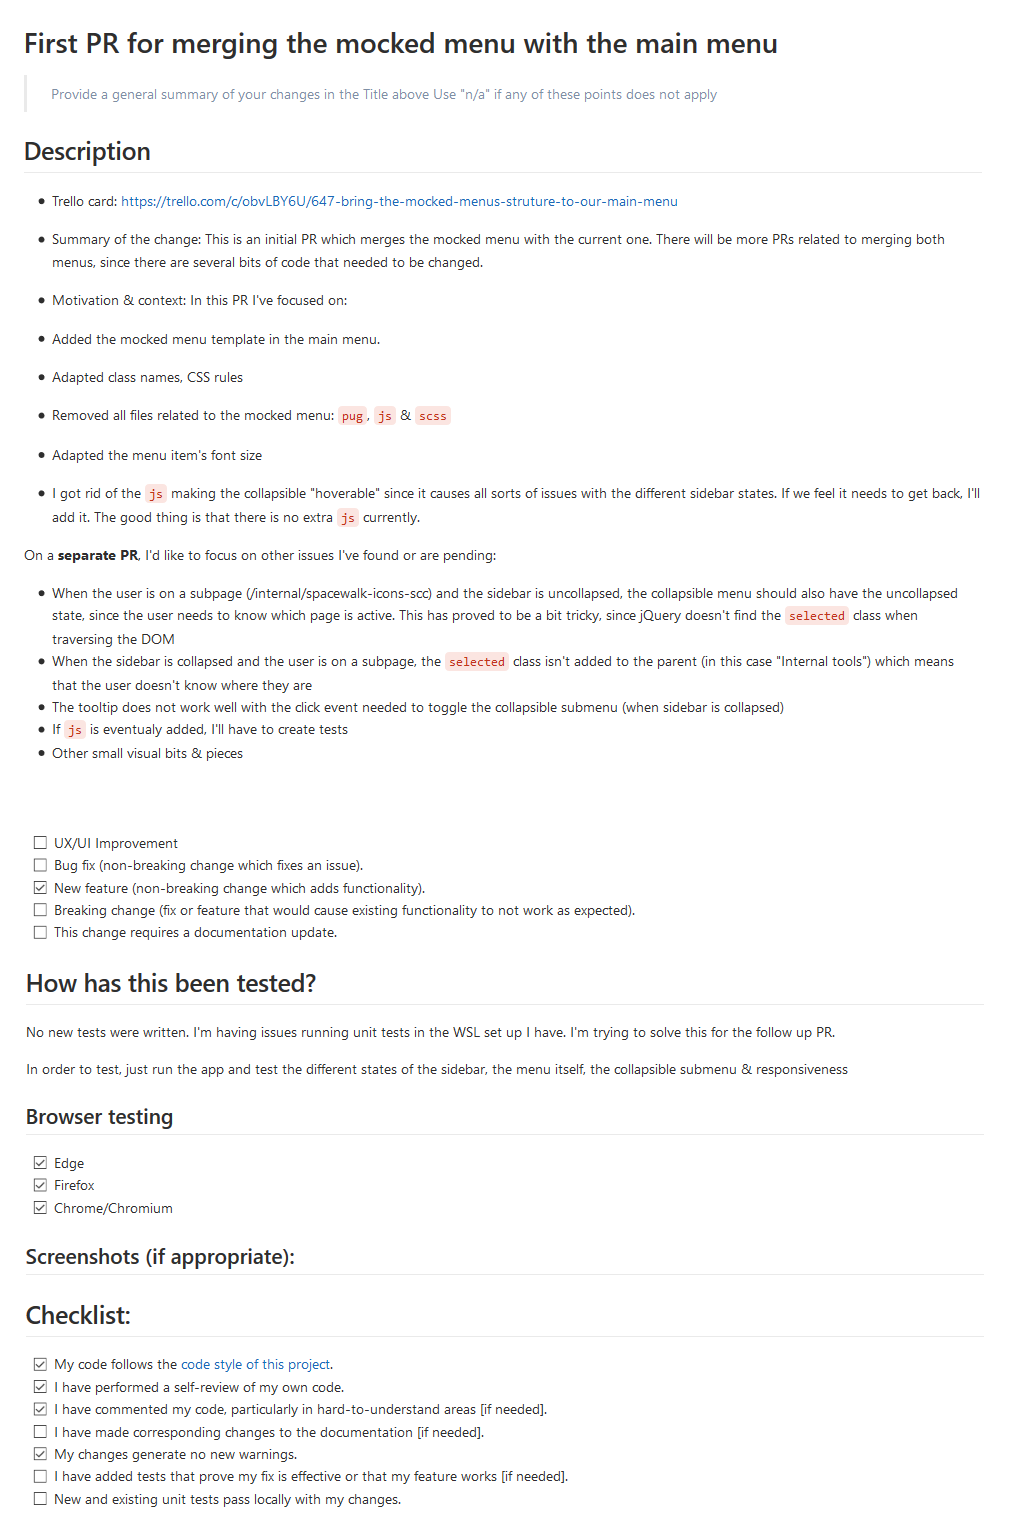 First PR for merging the mocked menu with the main menu
Provide a general summary of your changes in the Title above Use "n/a" if any of these points does not apply
Description
• Trello card: https://trello.com/c/obvLBY6U/647-bring-the-mocked-menus-struture-to-our-main-menu
• Summary of the change: This is an initial PR which merges the mocked menu with the current one. There will be more PRs related to merging both
menus, since there are several bits of code that needed to be changed.
• Motivation & context: In this PR I've focused on:
• Added the mocked menu template in the main menu.
• Adapted class names, CSS rules
• Removed all files related to the mocked menu: pug, js & scss
• Adapted the menu item's font size
• I got rid of the js making the collapsible "hoverable" since it causes all sorts of issues with the different sidebar states. If we feel it needs to get back, I'll
add it. The good thing is that there is no extra js currently.
On a separate PR, I'd like to focus on other issues I've found or are pending:
• When the user is on a subpage (/internal/spacewalk-icons-scc) and the sidebar is uncollapsed, the collapsible menu should also have the uncollapsed
state, since the user needs to know which page is active. This has proved to be a bit tricky, since jQuery doesn't find the selected class when
traversing the DOM
• When the sidebar is collapsed and the user is on a subpage, the selected class isn't added to the parent (in this case "Internal tools") which means
that the user doesn't know where they are
• The tooltip does not work well with the click event needed to toggle the collapsible submenu (when sidebar is collapsed)
• If js is eventualy added, I'll have to create tests
• Other small visual bits & pieces
☐ UX/UI Improvement
☐ Bug fix (non-breaking change which fixes an issue).
☑ New feature (non-breaking change which adds functionality).
☐ Breaking change (fix or feature that would cause existing functionality to not work as expected).
☐ This change requires a documentation update.
How has this been tested?
No new tests were written. I'm having issues running unit tests in the WSL set up I have. I'm trying to solve this for the follow up PR.
In order to test, just run the app and test the different states of the sidebar, the menu itself, the collapsible submenu & responsiveness
Browser testing
☑ Edge
☑ Firefox
☑ Chrome/Chromium
Screenshots (if appropriate):
Checklist:
☑ My code follows the code style of this project.
☑ I have performed a self-review of my own code.
☑ I have commented my code, particularly in hard-to-understand areas [if needed].
☐ I have made corresponding changes to the documentation [if needed].
☑ My changes generate no new warnings.
☐ I have added tests that prove my fix is effective or that my feature works [if needed].
☐ New and existing unit tests pass locally with my changes.